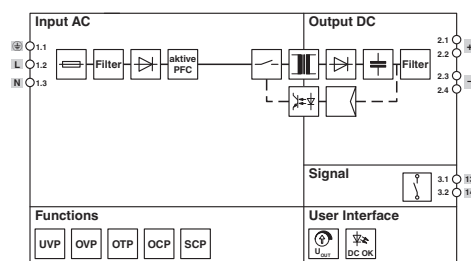 Input AC
Output DC
1.1
L 1.2
N 1.3
Filter
aktive
PFC
Filter
2.1
2.2
+
2.3
2.4
–
Signal
3.1
3.2
Functions
UVP
OVP
OTP
OCP
SCP
User Interface
UOUT
DC OK